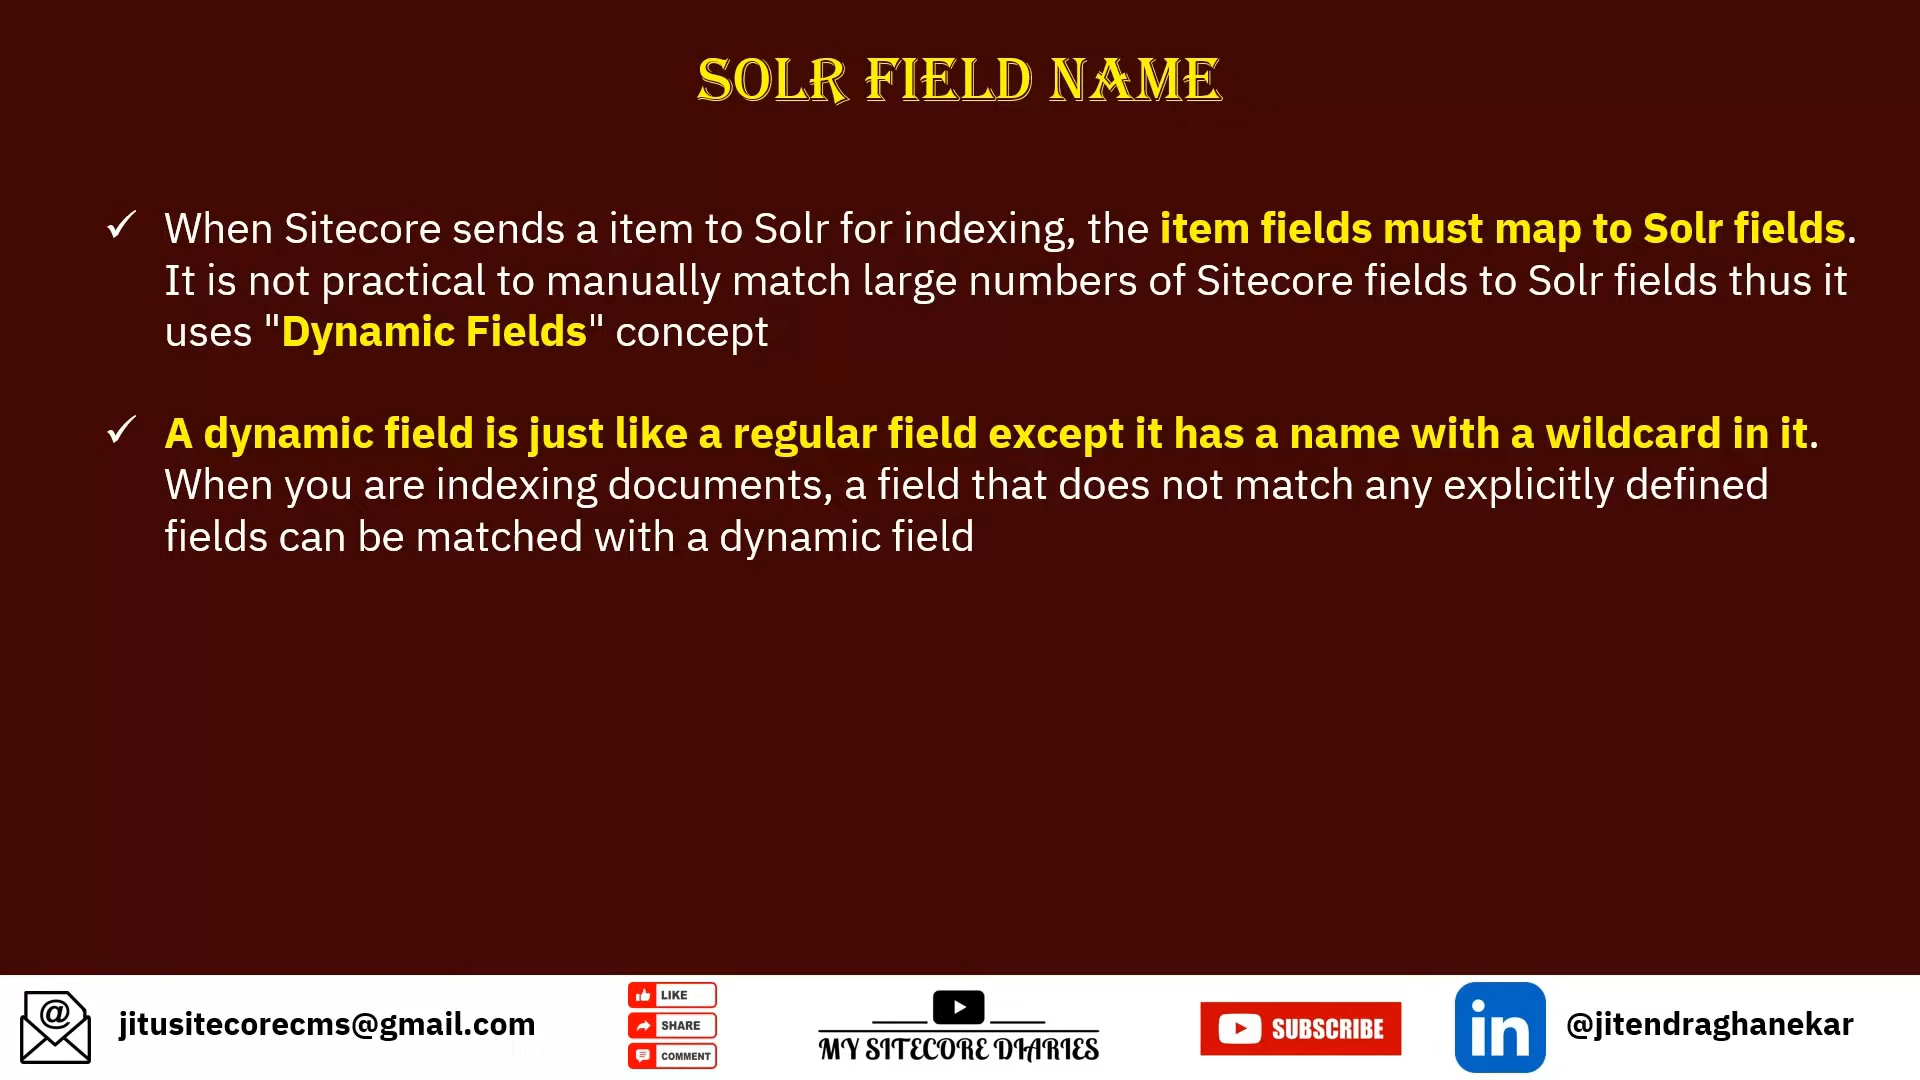 SOLR FIELD NAME
✓ When Sitecore sends a item to Solr for indexing, the item fields must map to Solr fields.
It is not practical to manually match large numbers of Sitecore fields to Solr fields thus it
uses "Dynamic Fields" concept
✓ A dynamic field is just like a regular field except it has a name with a wildcard in it.
When you are indexing documents, a field that does not match any explicitly defined
fields can be matched with a dynamic field
@
jitusitecorecms@gmail.com
LIKE
SHARE
COMMENT
MY SITECORE DIARIES
SUBSCRIBE
in
@jitendraghanekar